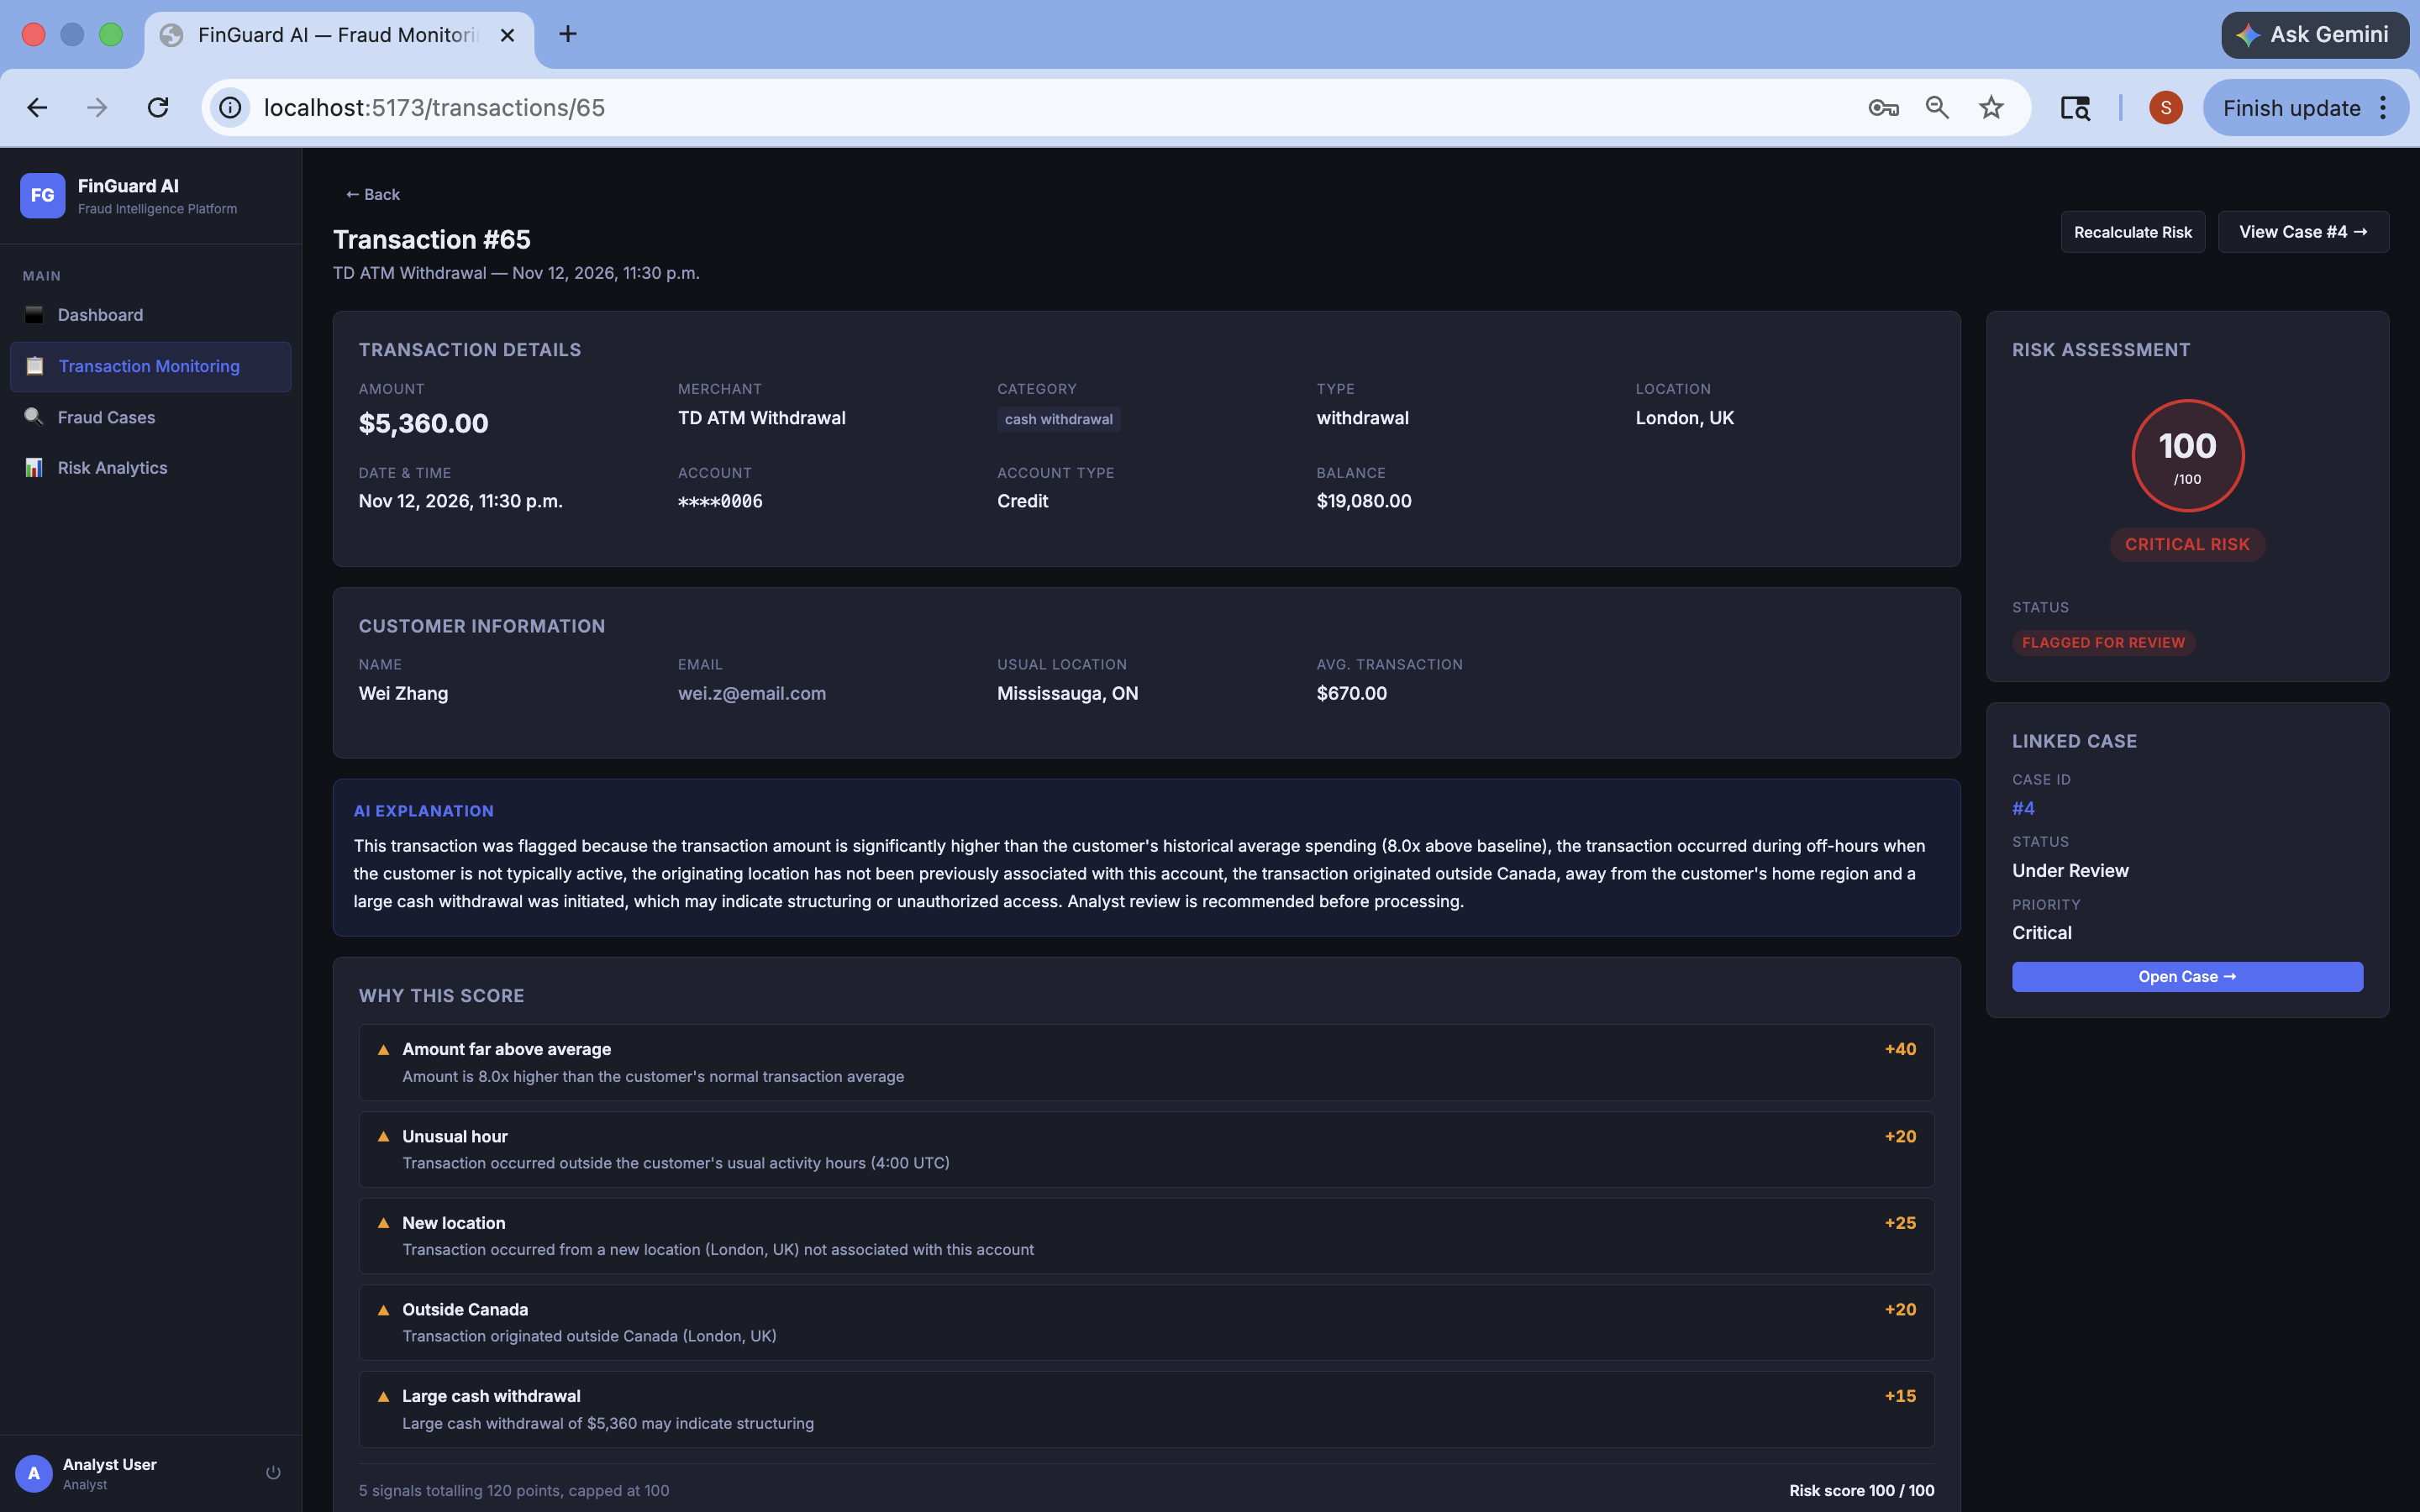 FinGuard AI — Fraud Monitori
Ask Gemini
localhost:5173/transactions/65
S
Finish update
FG
FinGuard AI
Fraud Intelligence Platform
MAIN
Dashboard
Transaction Monitoring
Fraud Cases
Risk Analytics
Analyst User
Analyst
A
← Back
Transaction #65
TD ATM Withdrawal — Nov 12, 2026, 11:30 p.m.
Recalculate Risk
View Case #4 →
TRANSACTION DETAILS
AMOUNT
$5,360.00
MERCHANT
TD ATM Withdrawal
CATEGORY
cash withdrawal
TYPE
withdrawal
LOCATION
London, UK
DATE & TIME
Nov 12, 2026, 11:30 p.m.
ACCOUNT
****0006
ACCOUNT TYPE
Credit
BALANCE
$19,080.00
CUSTOMER INFORMATION
NAME
Wei Zhang
EMAIL
wei.z@email.com
USUAL LOCATION
Mississauga, ON
AVG. TRANSACTION
$670.00
AI EXPLANATION
This transaction was flagged because the transaction amount is significantly higher than the customer's historical average spending (8.0x above baseline), the transaction occurred during off-hours when
the customer is not typically active, the originating location has not been previously associated with this account, the transaction originated outside Canada, away from the customer's home region and a
large cash withdrawal was initiated, which may indicate structuring or unauthorized access. Analyst review is recommended before processing.
WHY THIS SCORE
Amount far above average
+40
Amount is 8.0x higher than the customer's normal transaction average
Unusual hour
+20
Transaction occurred outside the customer's usual activity hours (4:00 UTC)
New location
+25
Transaction occurred from a new location (London, UK) not associated with this account
Outside Canada
+20
Transaction originated outside Canada (London, UK)
Large cash withdrawal
+15
Large cash withdrawal of $5,360 may indicate structuring
5 signals totalling 120 points, capped at 100
Risk score 100 / 100
RISK ASSESSMENT
100
/100
CRITICAL RISK
STATUS
FLAGGED FOR REVIEW
LINKED CASE
CASE ID
#4
STATUS
Under Review
PRIORITY
Critical
Open Case →